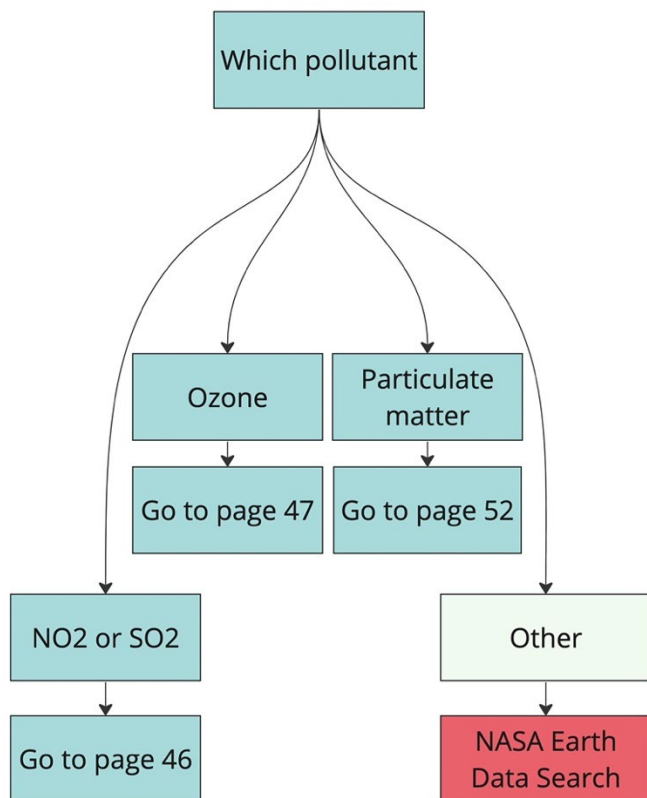 Which pollutant
Ozone
Particulate
matter
Go to page 47
Go to page 52
NO2 or SO2
Other
Go to page 46
NASA Earth
Data Search